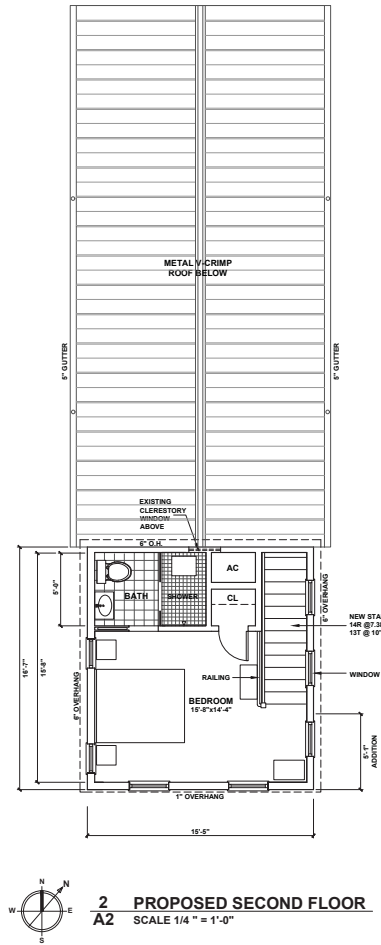 METAL V-CRIMP
ROOF BELOW
5" GUTTER
5" GUTTER
EXISTING
CLERESTORY
WINDOW
ABOVE
6" O.H.
AC
BATH
SHOWER
CL
5'-0"
16'-7"
15'-8"
6" OVERHANG
6" OVERHANG
NEW STA
14R @7.3
13T @ 10"
RAILING
WINDOW
BEDROOM
15'-8"x14'-4"
5'-1"
ADDITION
1" OVERHANG
15'-5"
N
N
W
E
S
2 PROPOSED SECOND FLOOR
A2 SCALE 1/4 " = 1'-0"